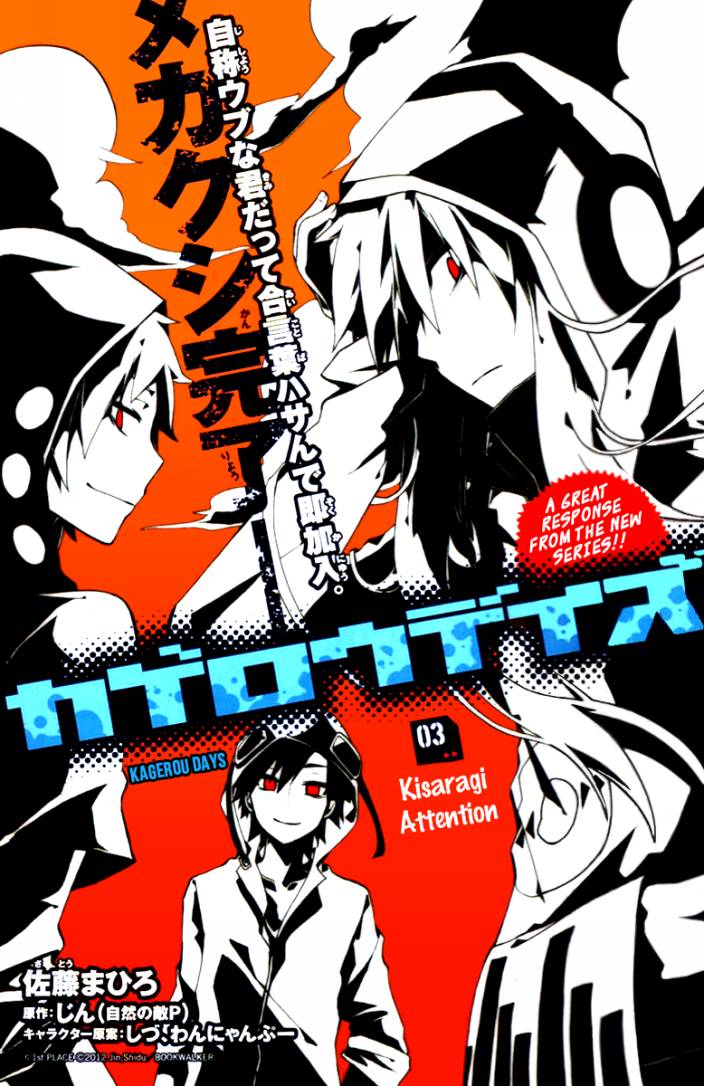 メカクシ完了
自称ウブな君だって合言葉ハサんで即加入。
A GREAT
RESPONSE
FROM THE NEW
SERIES!!
カゲロウデイズ
KAGEROU DAYS
03
Kisaragi
Attention
佐藤まひろ
原作:じん(自然の敵P)
キャラクター原案:しづ、わんにゃんぷー
©1st PLACE ©2012 Jin,Shidu / BOOKWALKER